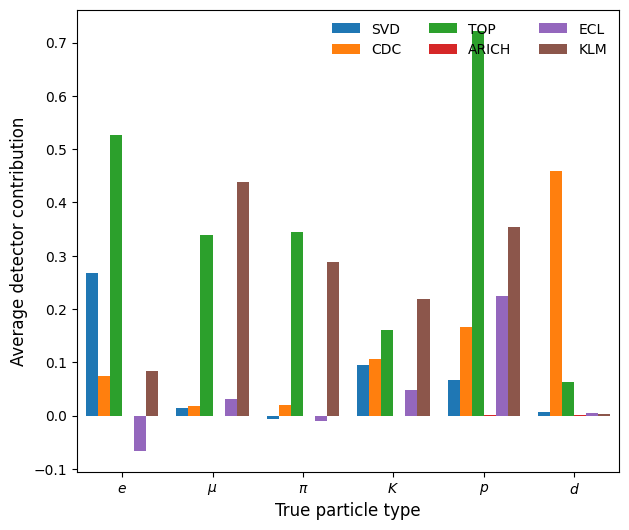 SVD TOP ECL
CDC ARICH KLM
Average detector contribution
0.7
0.6
0.5
0.4
0.3
0.2
0.1
0.0
−0.1
e μ π K p d
True particle type